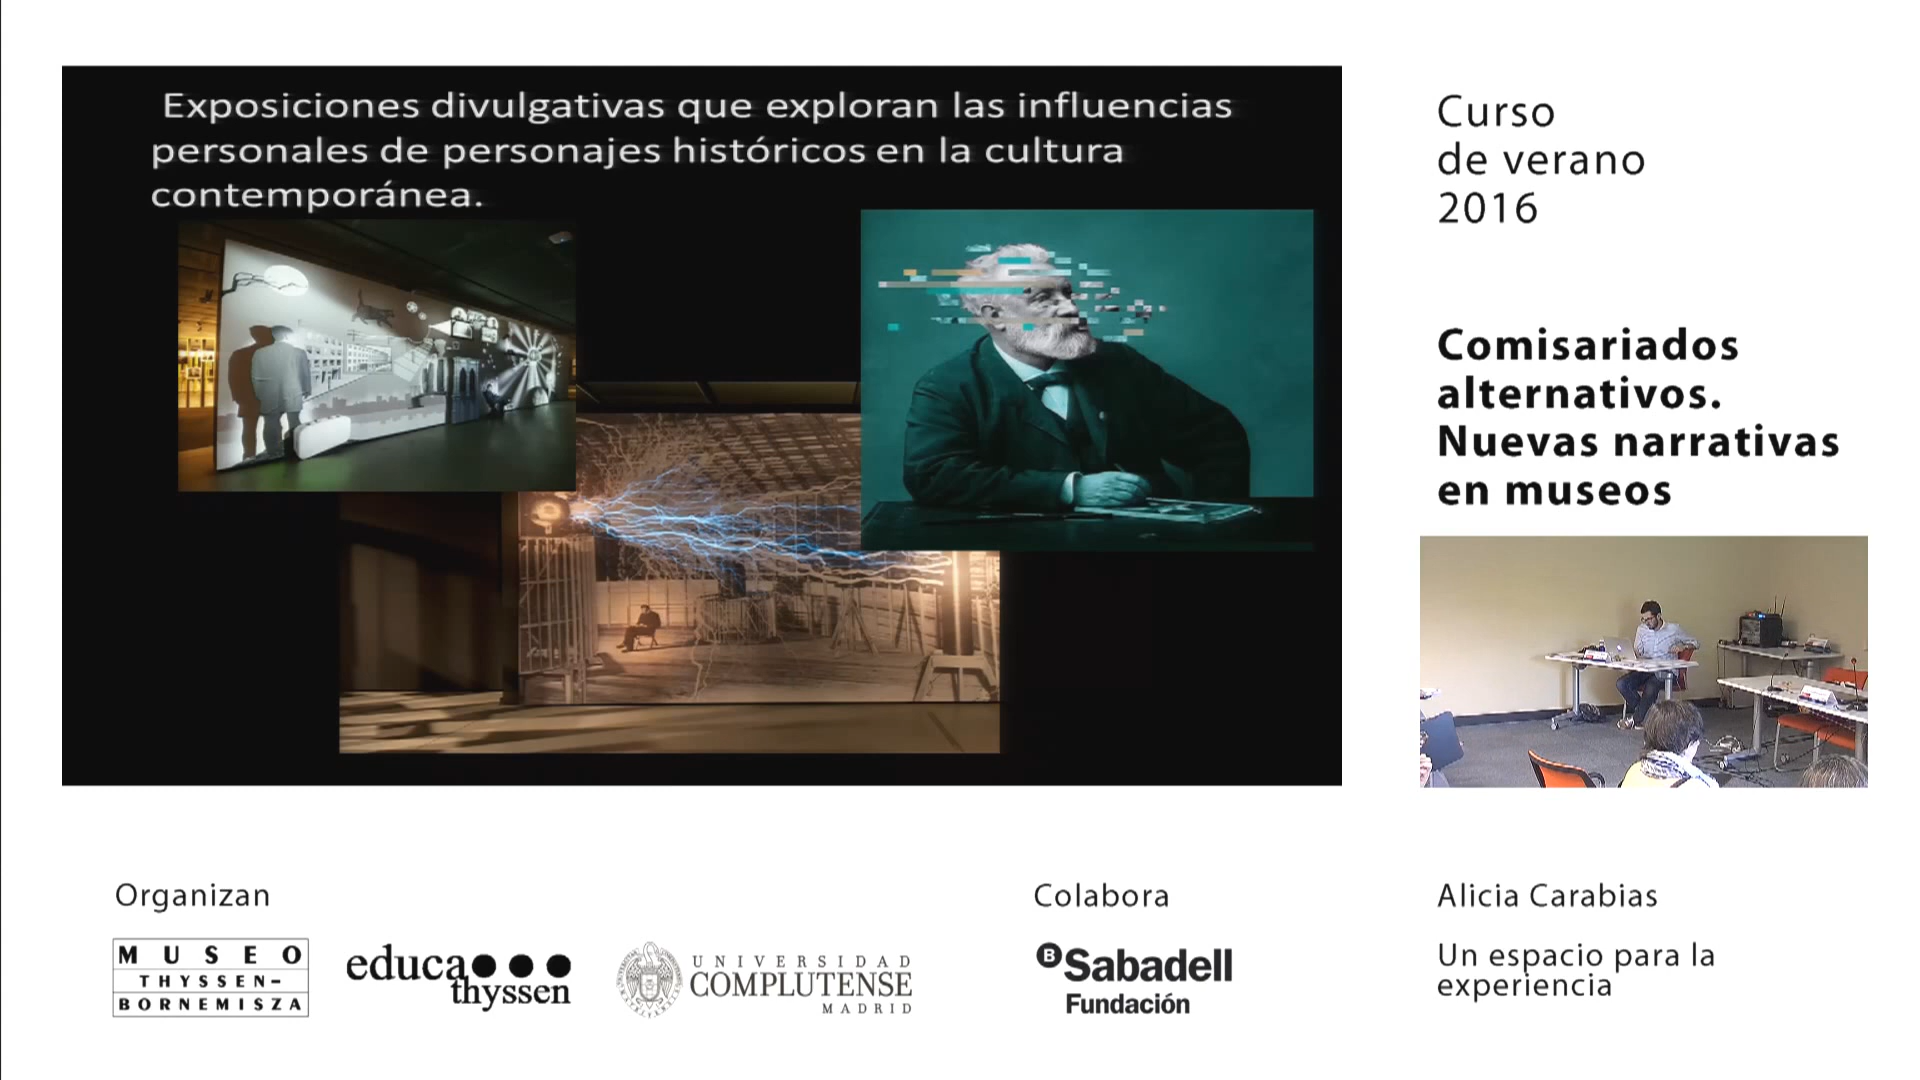 Exposiciones divulgativas que exploran las influencias
personales de personajes históricos en la cultura
contemporánea.
Curso
de verano
2016
Comisariados
alternativos.
Nuevas narrativas
en museos
Organizan
MUSEO
THYSSEN-
BORNEMISZA
educa
thyssen
UNIVERSIDAD
COMPLUTENSE
MADRID
Colabora
B Sabadell
Fundación
Alicia Carabias
Un espacio para la
experiencia